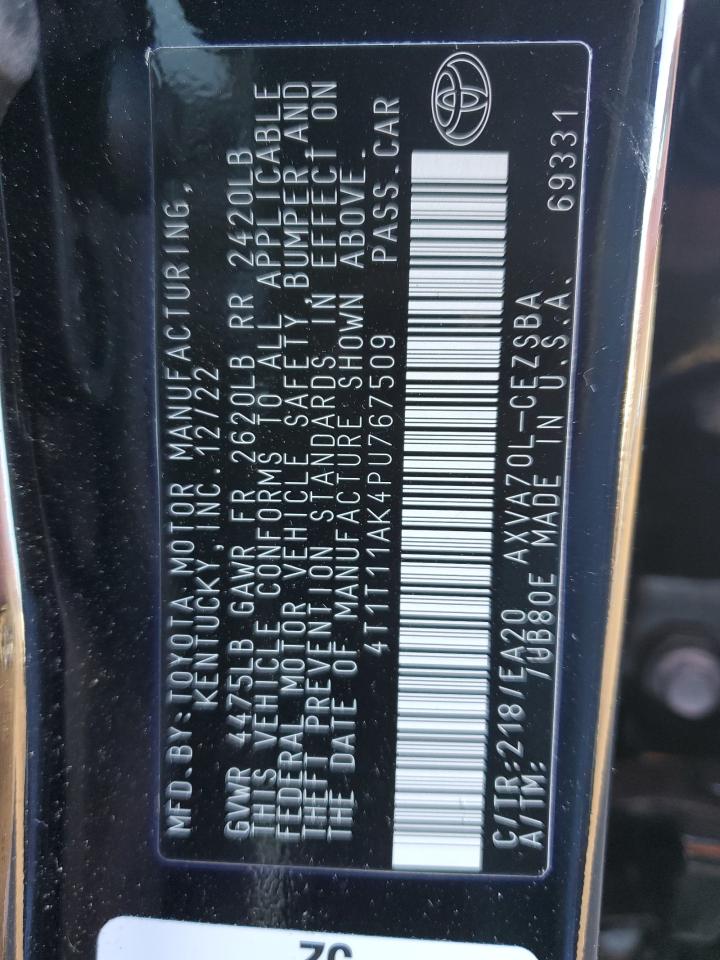 MFD.BY:TOYOTA MOTOR MANUFACTURING,
KENTUCKY, INC. 12/22
GVWR 4475LB GAWR FR 2620LB RR 2420LB
THIS VEHICLE CONFORMS TO ALL APPLICABLE
FEDERAL MOTOR VEHICLE SAFETY, BUMPER, AND
THEFT PREVENTION STANDARDS IN EFFECT ON
THE DATE OF MANUFACTURE SHOWN ABOVE.
4T1T11AK4PU767509 PASS.CAR
C/TR:218/EA20 AXVA70L-CEZSBA
A/TM: /UB80E MADE IN U.S.A. 69331